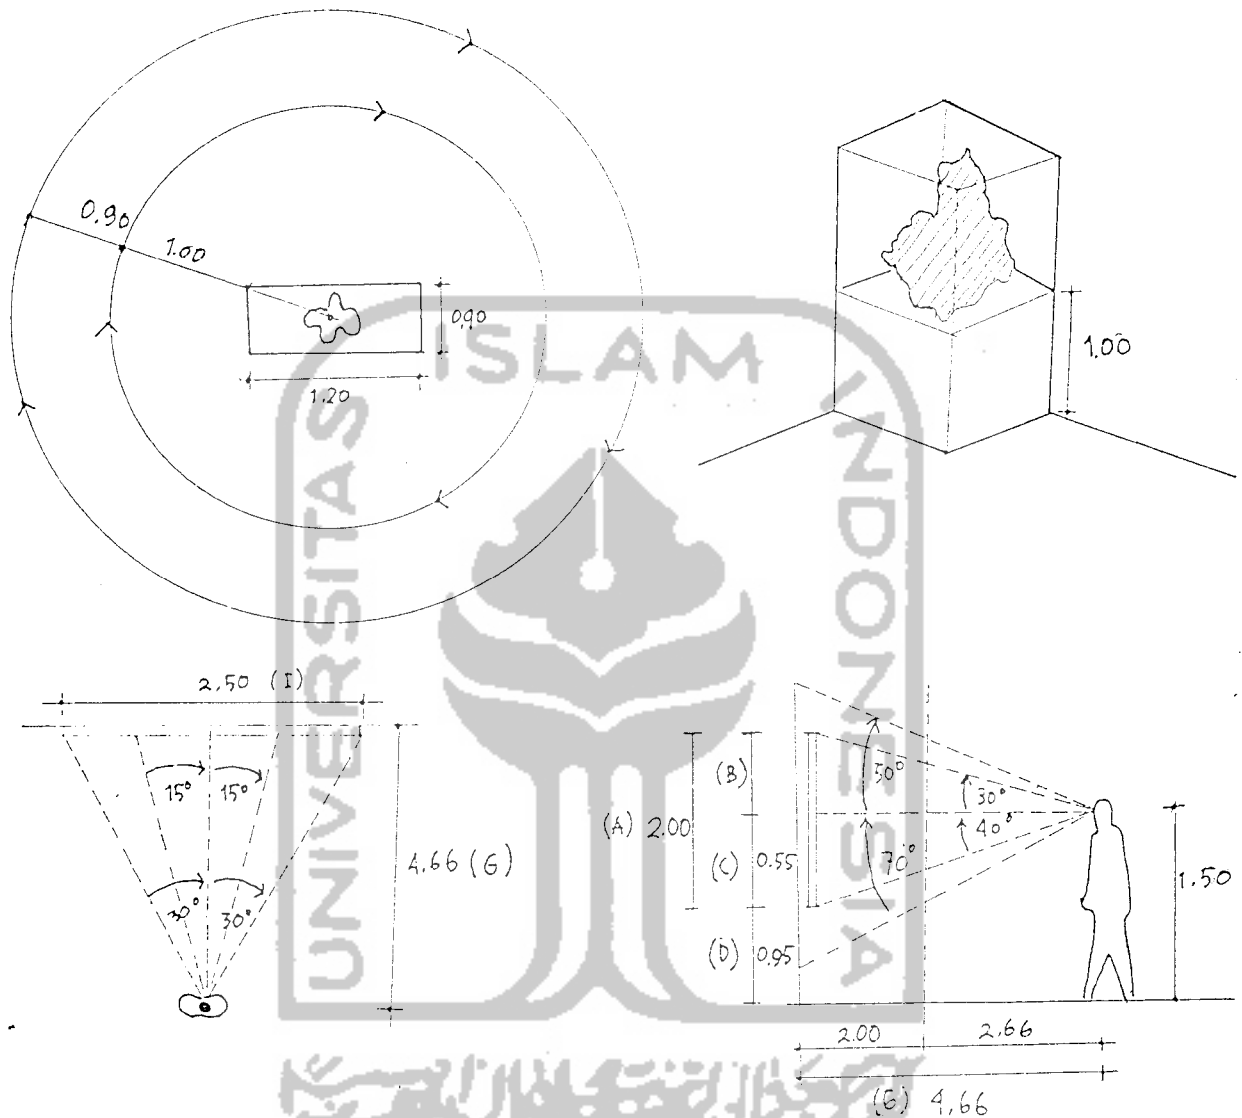 0.90
1.00
0.90
1.20
1.00
2.50 (I)
15° 15°
30° 30°
4.66 (G)
(A) 2.00
(B)
(C) 0.55
(D) 0.95
50°
70°
30°
40°
1.50
2.00 2.66
(G) 4,66
UNIVERSITAS
ISLAM
INDONESIA